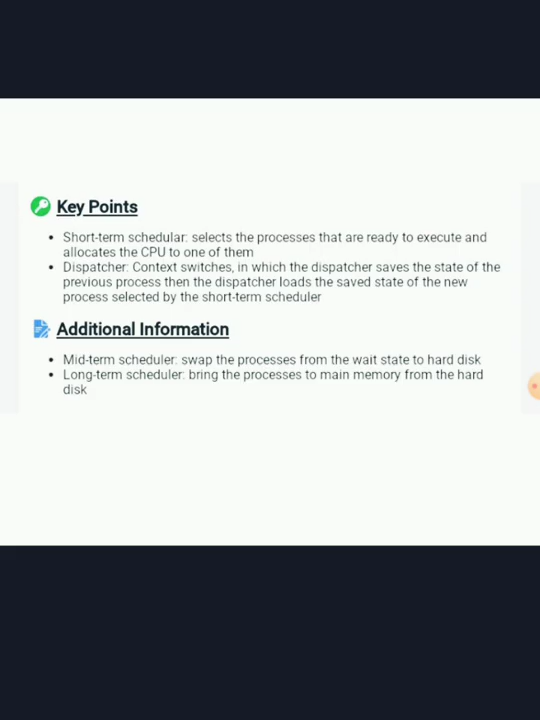 Key Points
Short-term schedular: selects the processes that are ready to execute and
allocates the CPU to one of them
Dispatcher: Context switches, in which the dispatcher saves the state of the
previous process then the dispatcher loads the saved state of the new
process selected by the short-term scheduler
Additional Information
Mid-term scheduler: swap the processes from the wait state to hard disk
Long-term scheduler: bring the processes to main memory from the hard
disk